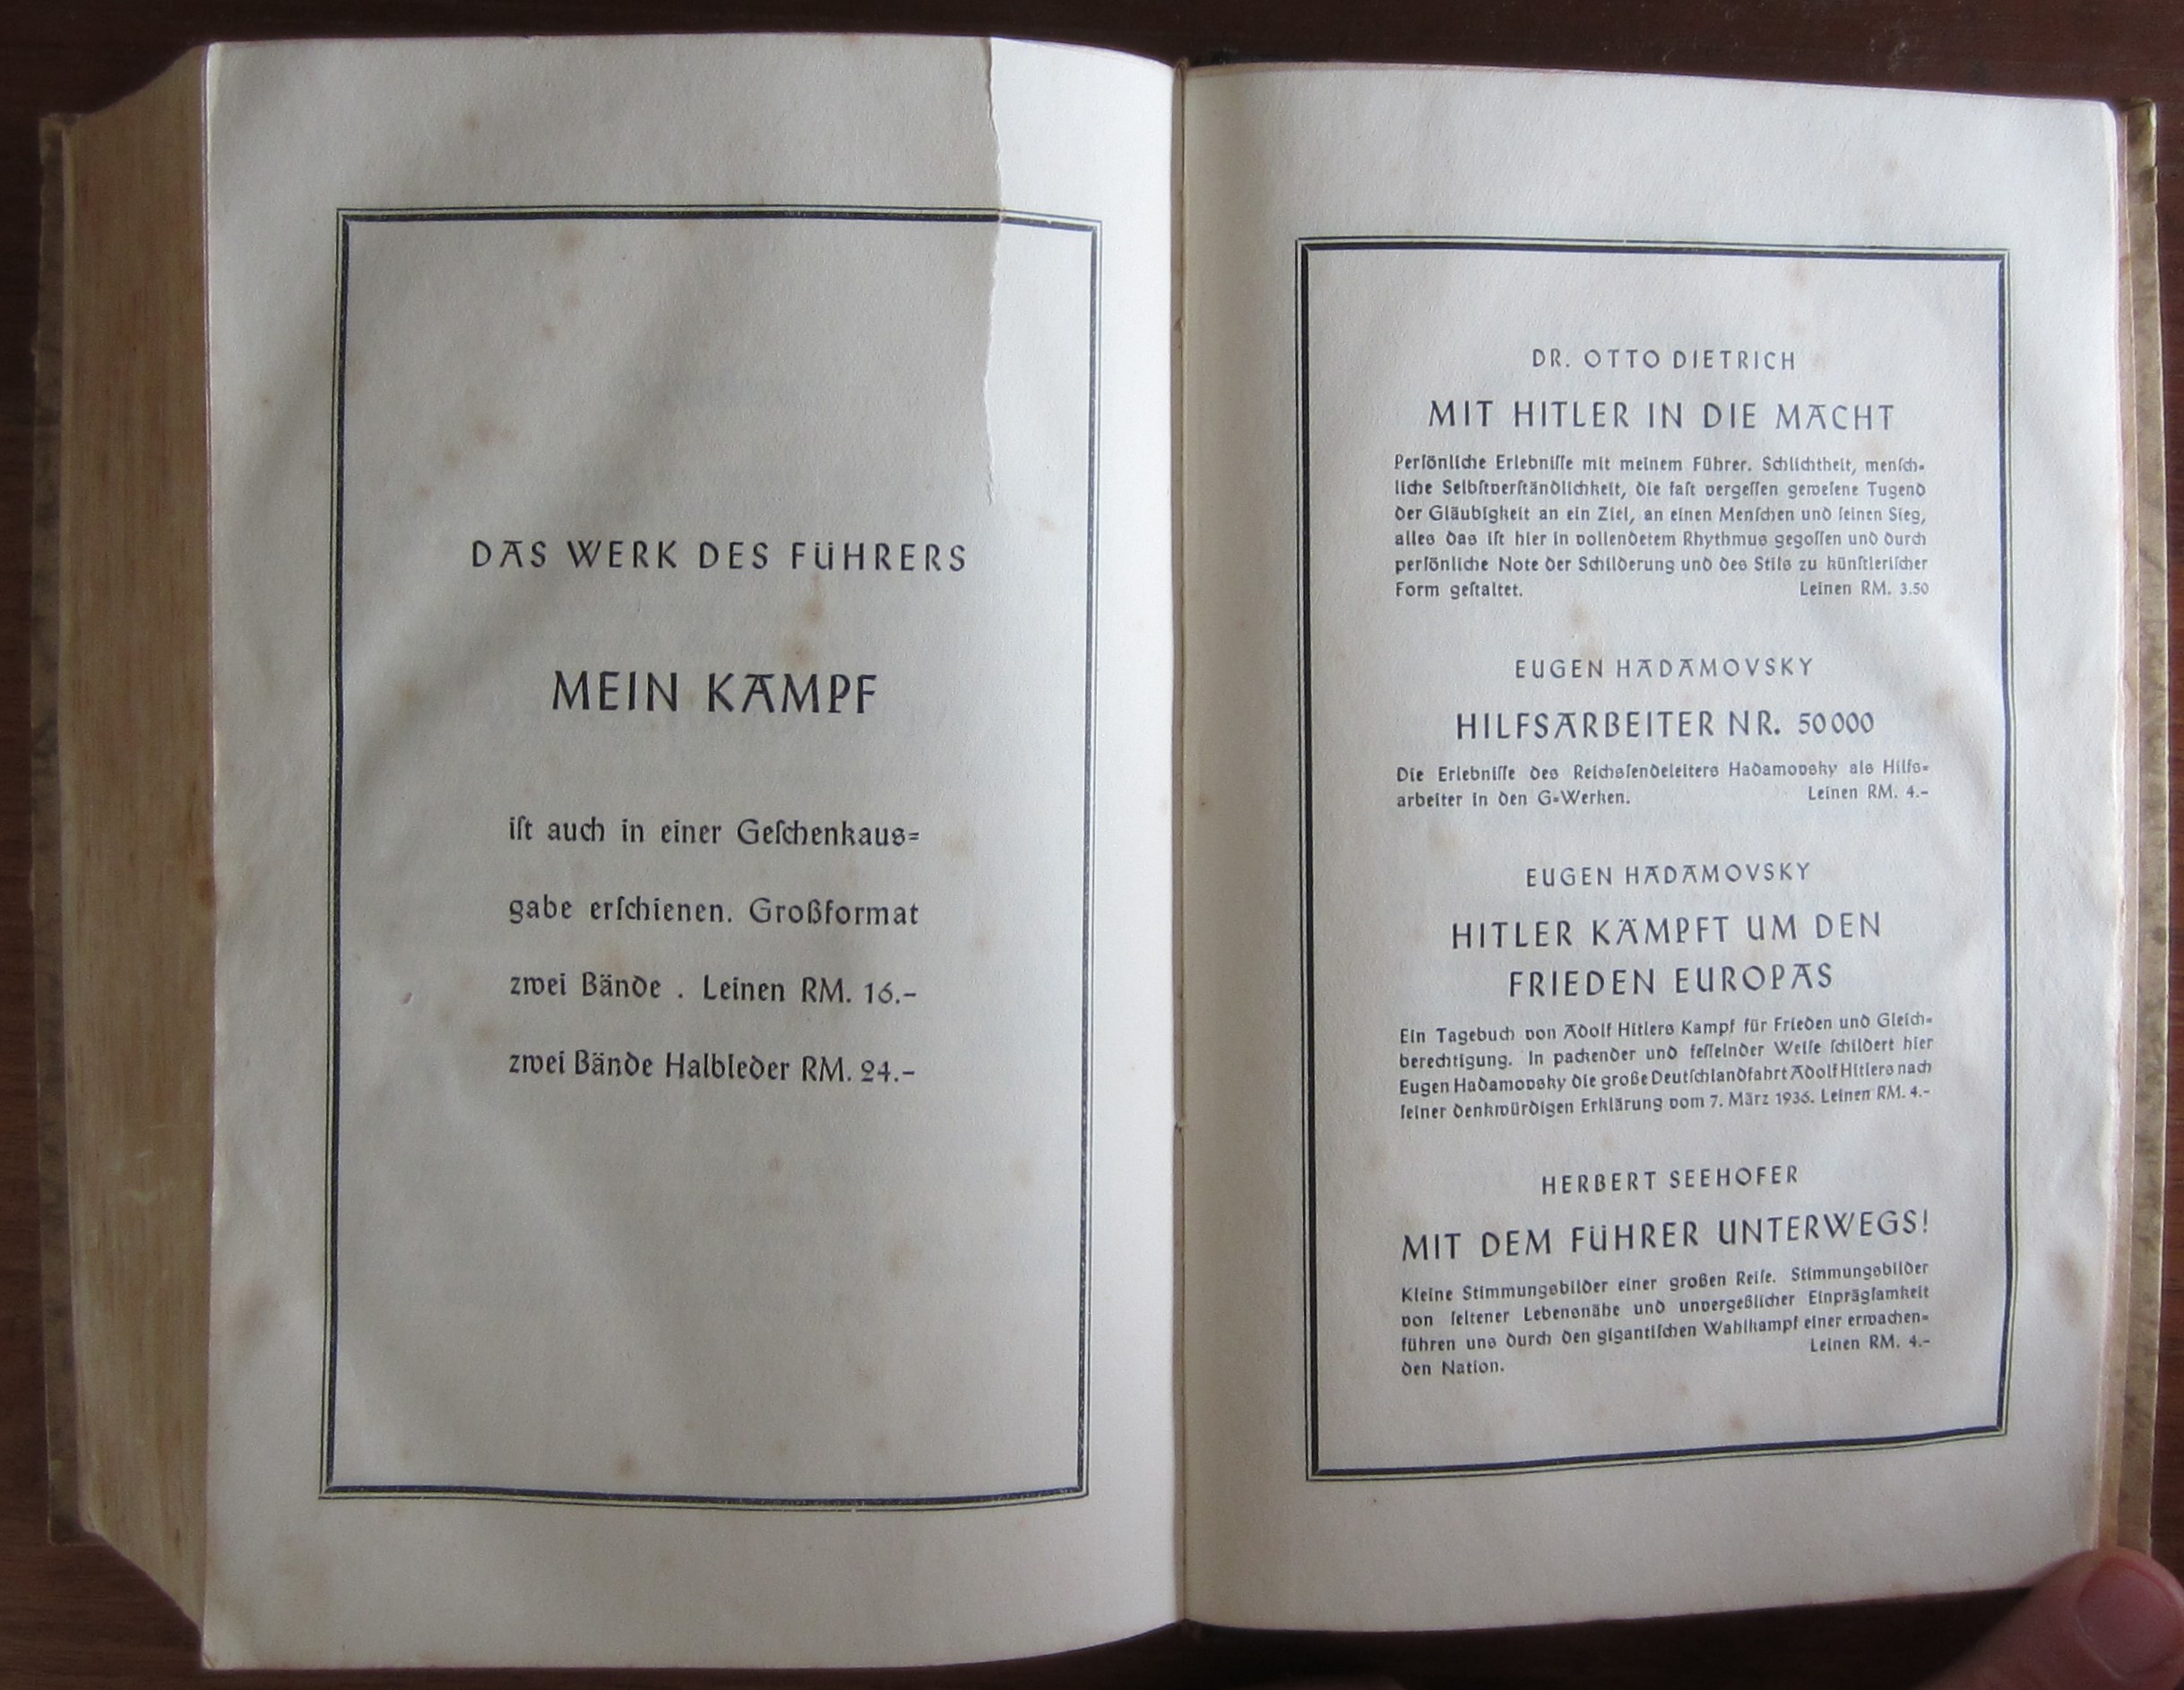 DAS WERK DES FÜHRERS
MEIN KAMPF
iſt auch in einer Geſchenkaus=
gabe erſchienen. Großformat
zwei Bände . Leinen RM. 16.-
zwei Bände Halbleder RM. 24.-
DR. OTTO DIETRICH
MIT HITLER IN DIE MACHT
Perſönliche Erlebniſſe mit meinem Führer. Schlichtheit, menſch=
liche Selbſtverſtändlichkeit, die faſt vergeſſen geweſene Tugend
der Gläubigkeit an ein Ziel, an einen Menſchen und ſeinen Sieg,
alles das iſt hier in vollendetem Rhythmus gegoſſen und durch
perſönliche Note der Schilderung und des Stils zu künſtleriſcher
Form geſtaltet. Leinen RM. 3.50
EUGEN HADAMOVSKY
HILFSARBEITER NR. 50000
Die Erlebniſſe des Reichsſendeleiters Hadamovsky als Hilfs=
arbeiter in den G=Werken. Leinen RM. 4.-
EUGEN HADAMOVSKY
HITLER KÄMPFT UM DEN
FRIEDEN EUROPAS
Ein Tagebuch von Adolf Hitlers Kampf für Frieden und Gleich=
berechtigung. In packender und feſſelnder Weiſe ſchildert hier
Eugen Hadamovsky die große Deutſchlandfahrt Adolf Hitlers nach
ſeiner denkwürdigen Erklärung vom 7. März 1936. Leinen RM. 4.-
HERBERT SEEHOFER
MIT DEM FÜHRER UNTERWEGS!
Kleine Stimmungsbilder einer großen Reiſe. Stimmungsbilder
von ſeltener Lebensnähe und unvergeßlicher Einprägſamkeit
führen uns durch den gigantiſchen Wahlkampf einer erwachen=
den Nation. Leinen RM. 4.-